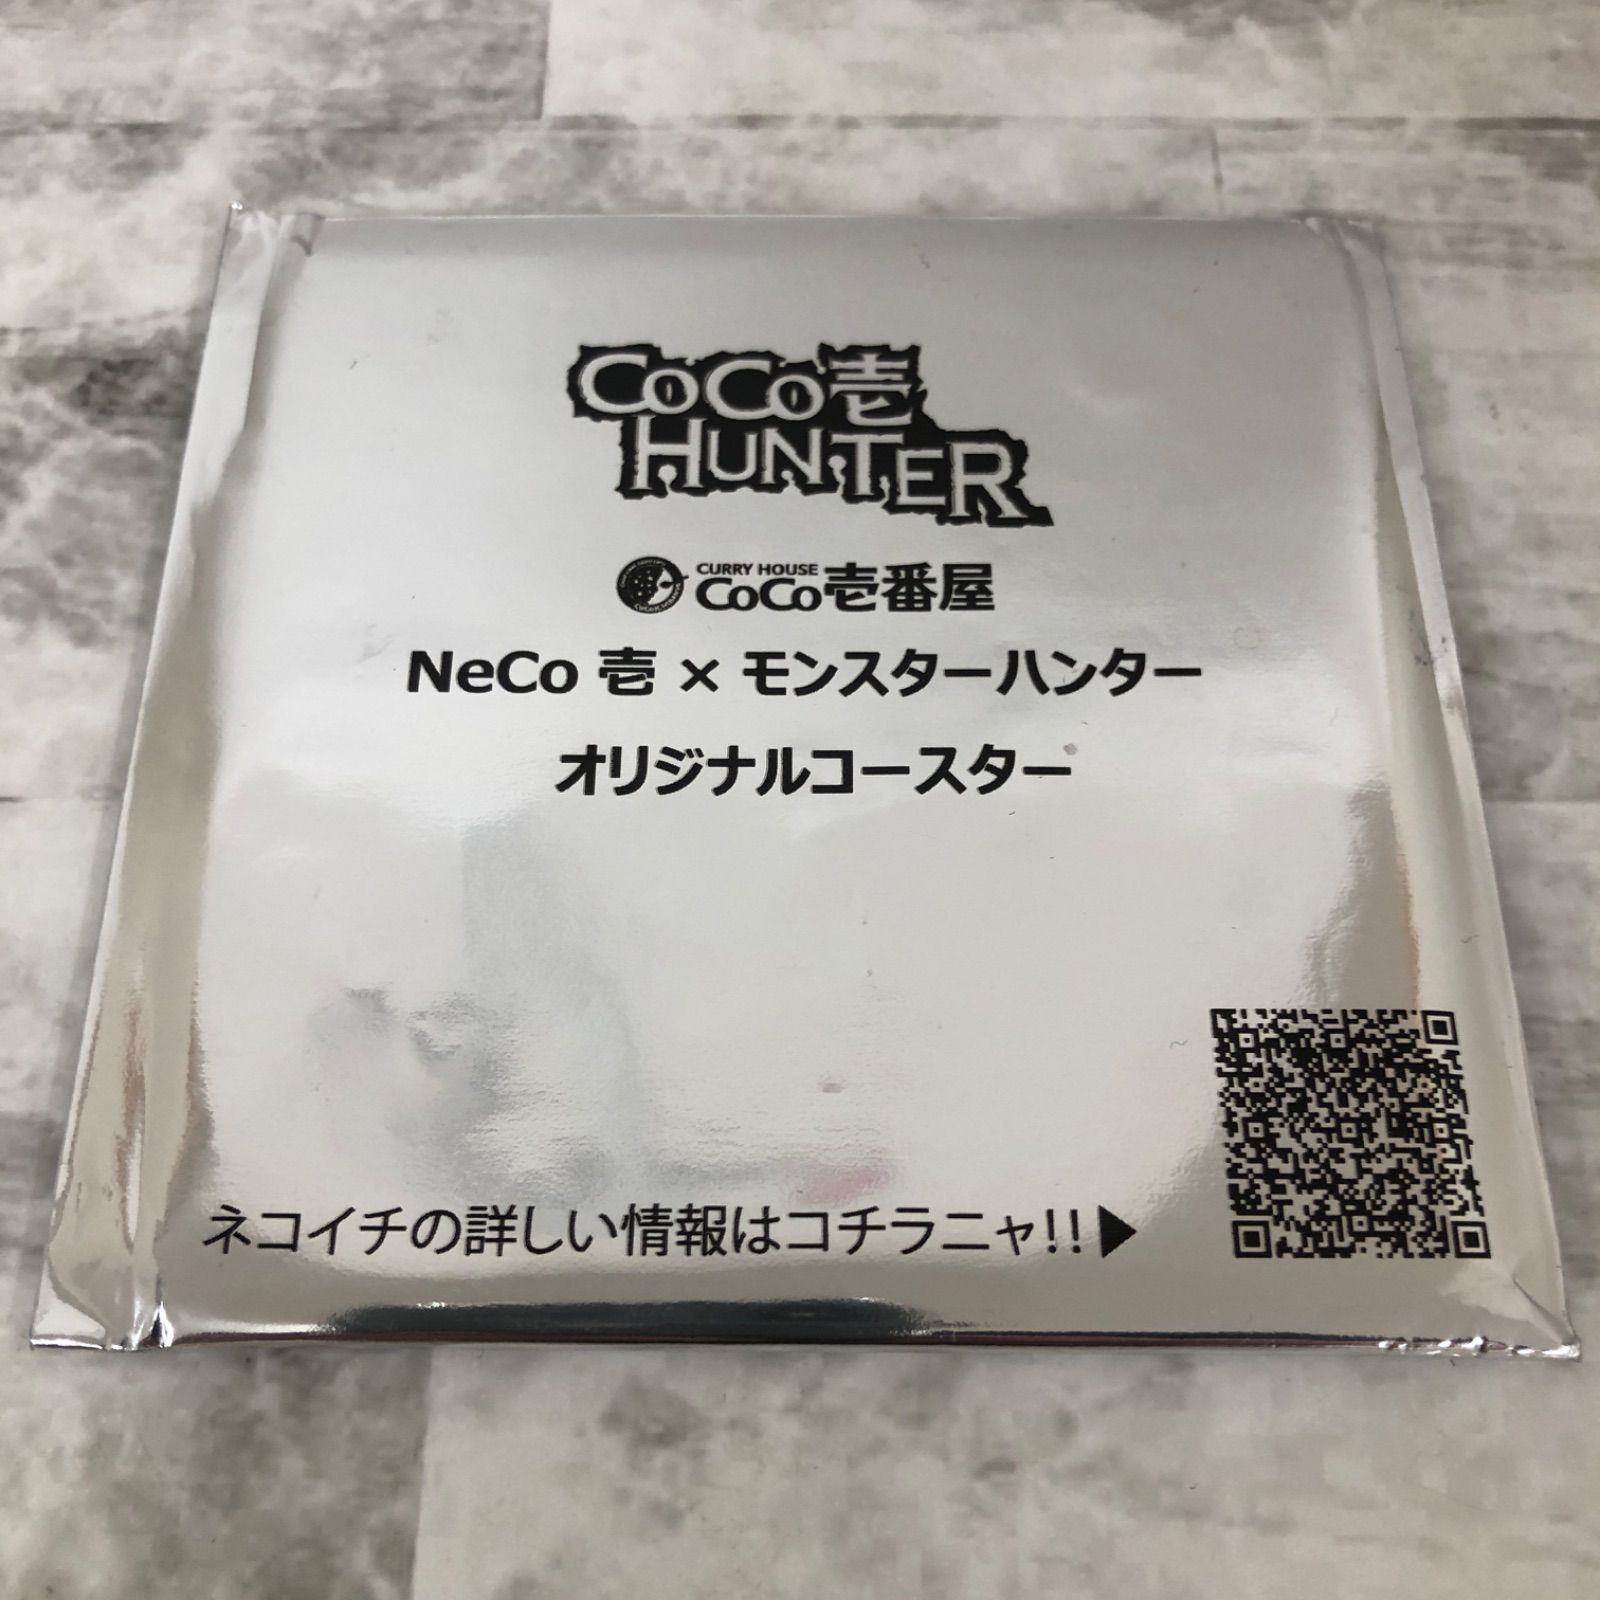 CoCo壱
HUNTER
CURRY HOUSE
CoCo壱番屋
NeCo 壱 × モンスターハンター
オリジナルコースター
ネコイチの詳しい情報はコチラニャ!!▶